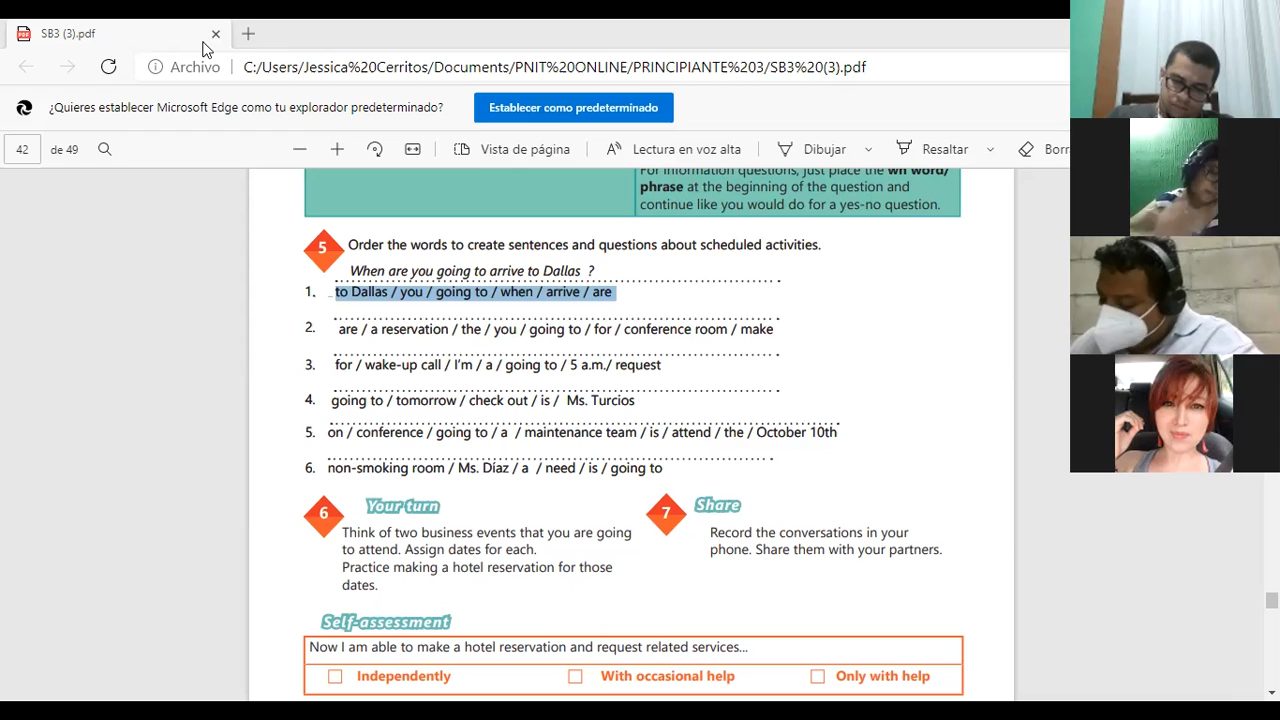 SB3 (3).pdf
Archivo C:/Users/Jessica%20Cerritos/Documents/PNIT%20ONLINE/PRINCIPIANTE%203/SB3%20(3).pdf
¿Quieres establecer Microsoft Edge como tu explorador predeterminado? Establecer como predeterminado
42 de 49 Vista de página Lectura en voz alta Dibujar Resaltar Borr
For information questions, just place the wh word/
phrase at the beginning of the question and
continue like you would do for a yes-no question.
5 Order the words to create sentences and questions about scheduled activities.
When are you going to arrive to Dallas ?
1. to Dallas / you / going to / when / arrive / are
2. are / a reservation / the / you / going to / for / conference room / make
3. for / wake-up call / I'm / a / going to / 5 a.m./ request
4. going to / tomorrow / check out / is / Ms. Turcios
5. on / conference / going to / a / maintenance team / is / attend / the / October 10th
6. non-smoking room / Ms. Díaz / a / need / is / going to
6 Your turn
Think of two business events that you are going
to attend. Assign dates for each.
Practice making a hotel reservation for those
dates.
7 Share
Record the conversations in your
phone. Share them with your partners.
Self-assessment
Now I am able to make a hotel reservation and request related services...
Independently With occasional help Only with help